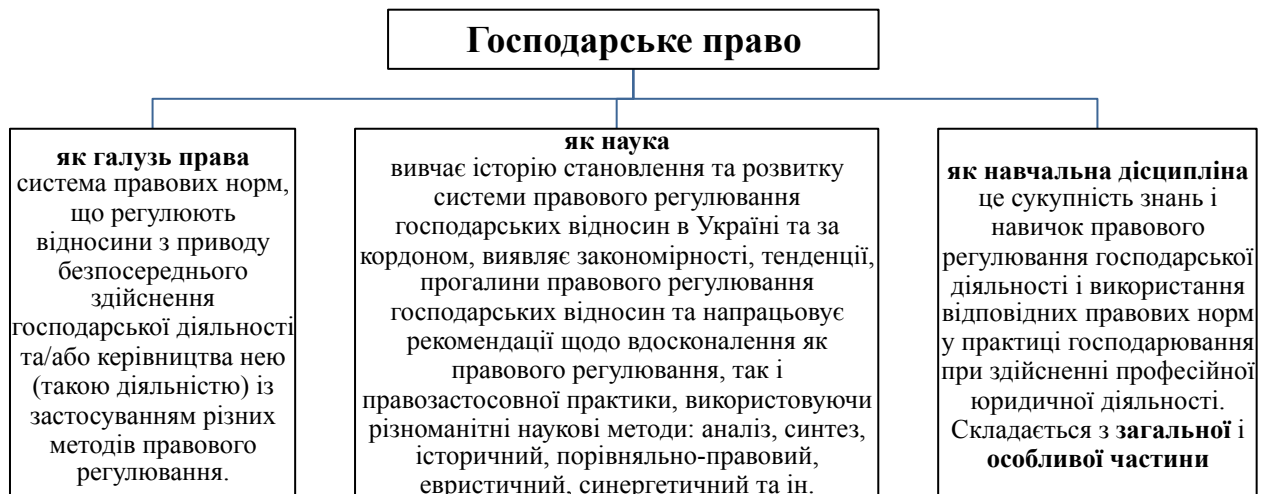 Господарське право
як галузь права
система правових норм,
що регулюють
відносини з приводу
безпосереднього
здійснення
господарської діяльності
та/або керівництва нею
(такою діяльністю) із
застосуванням різних
методів правового
регулювання.
як наука
вивчає історію становлення та розвитку
системи правового регулювання
господарських відносин в Україні та за
кордоном, виявляє закономірності, тенденції,
прогалини правового регулювання
господарських відносин та напрацьовує
рекомендації щодо вдосконалення як
правового регулювання, так і
правозастосовної практики, використовуючи
різноманітні наукові методи: аналіз, синтез,
історичний, порівняльно-правовий,
евристичний, синергетичний та ін.
як навчальна дісципліна
це сукупність знань і
навичок правового
регулювання господарської
діяльності і використання
відповідних правових норм
у практиці господарювання
при здійсненні професійної
юридичної діяльності.
Складається з загальної і
особливої частини